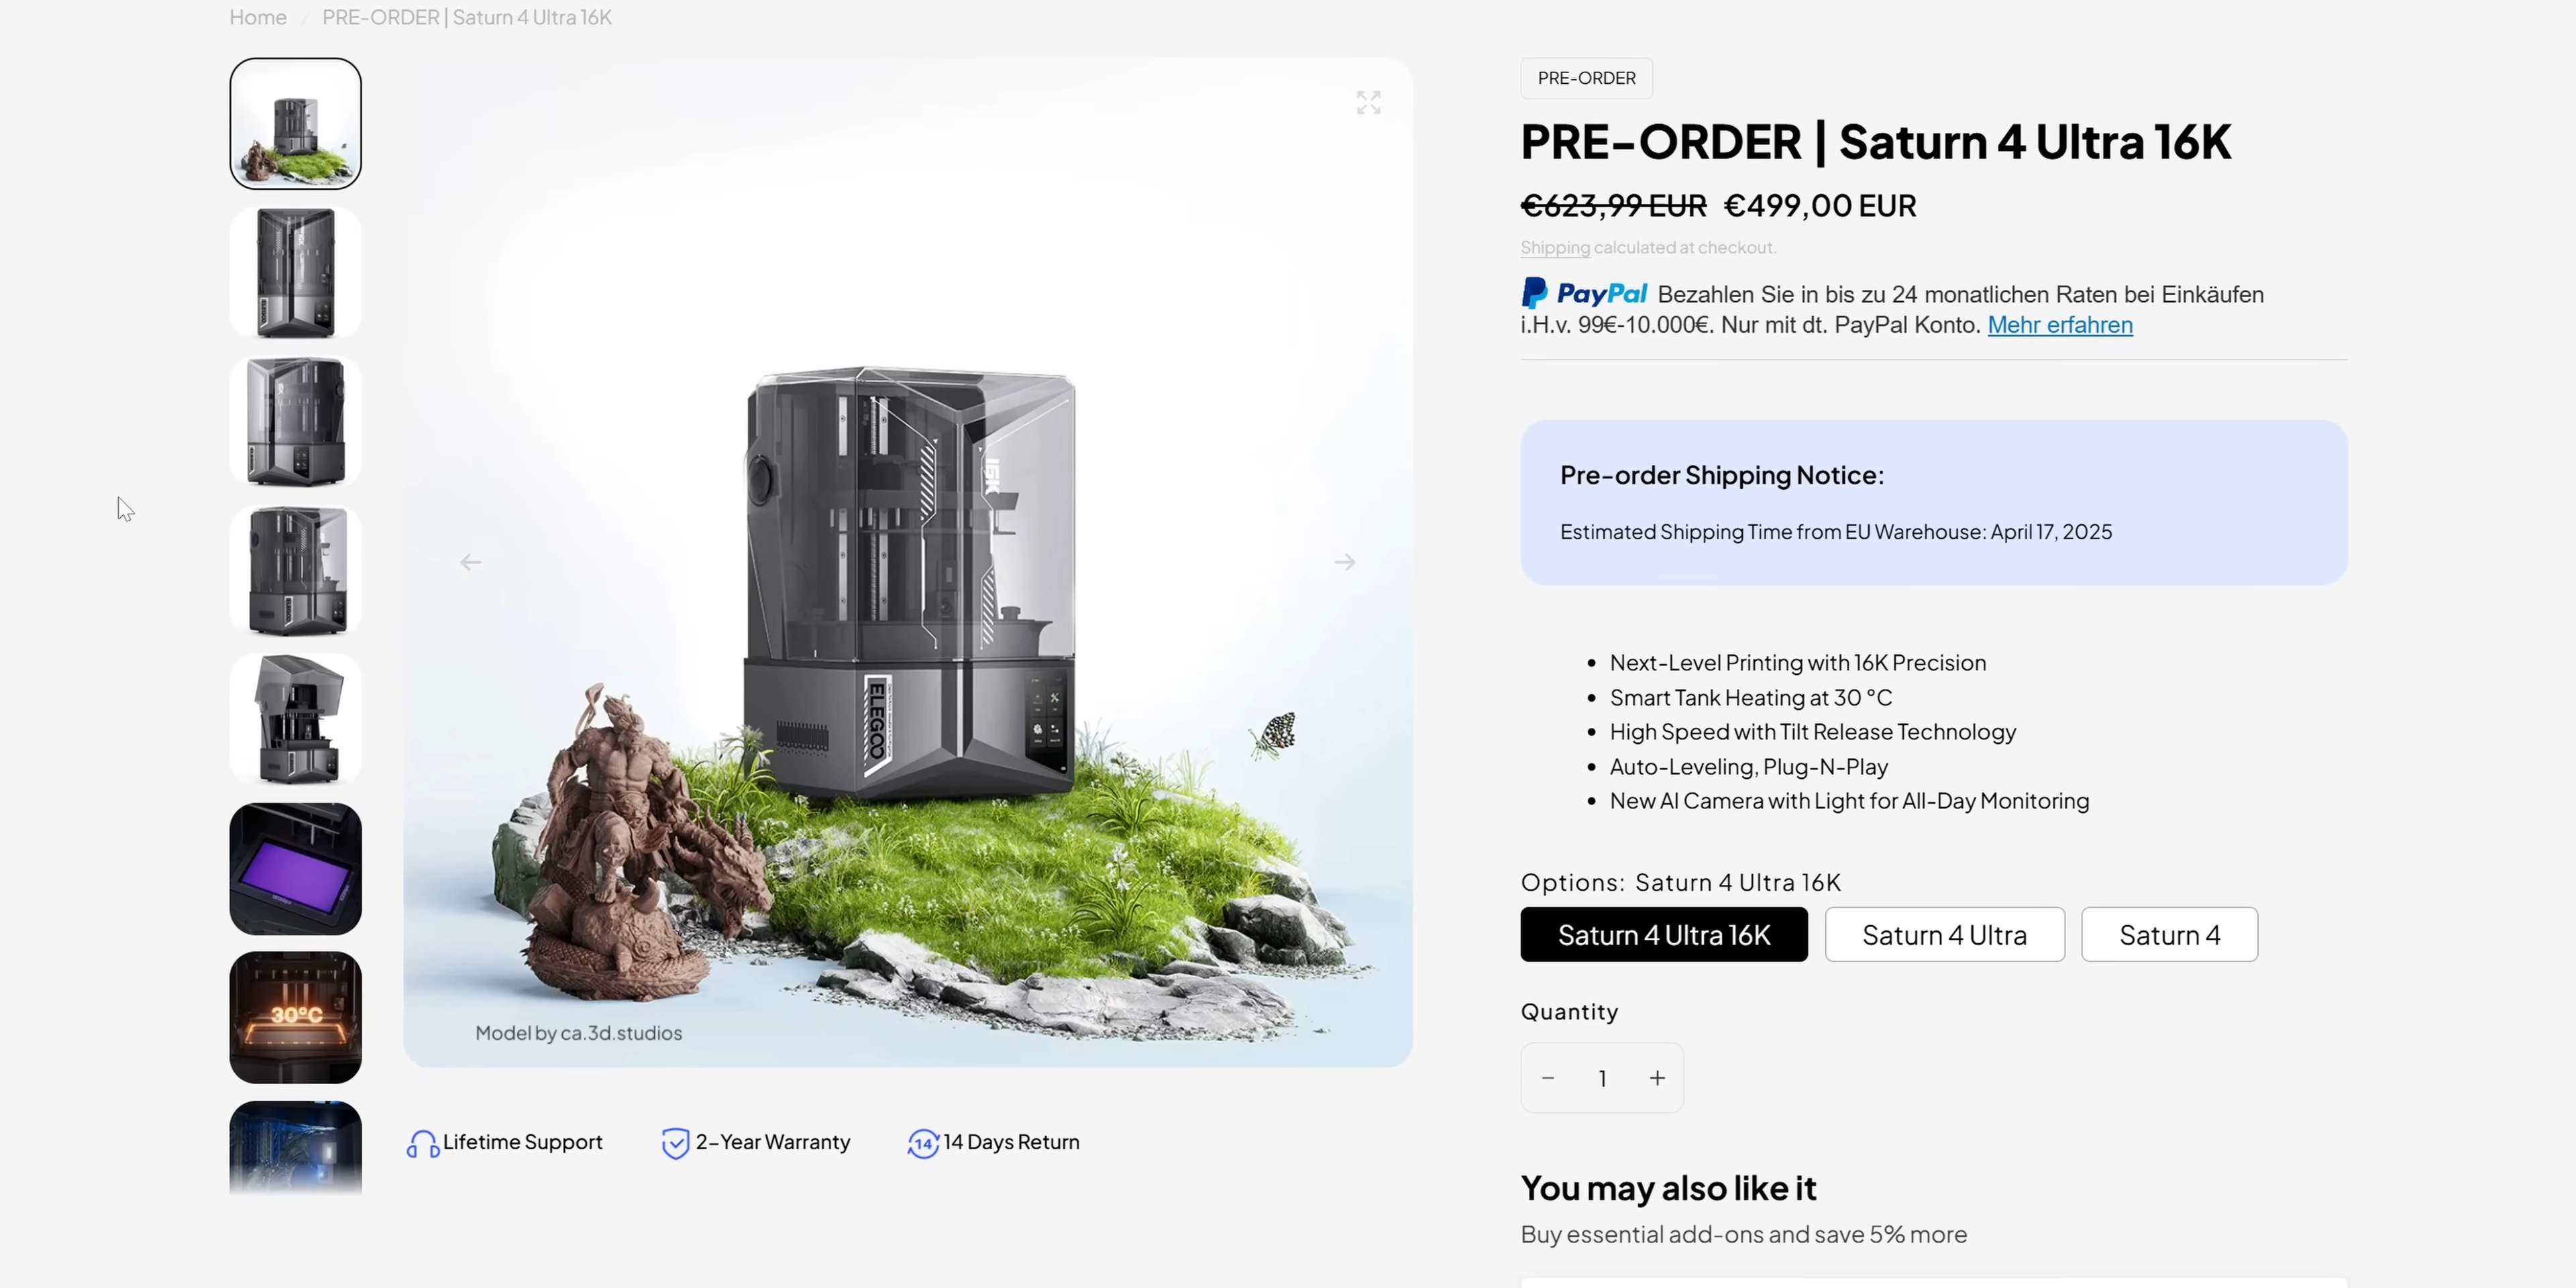 Home / PRE-ORDER | Saturn 4 Ultra 16K
PRE-ORDER
PRE-ORDER | Saturn 4 Ultra 16K
€623,99 EUR €499,00 EUR
Shipping calculated at checkout.
PayPal Bezahlen Sie in bis zu 24 monatlichen Raten bei Einkäufen
i.H.v. 99€-10.000€. Nur mit dt. PayPal Konto. Mehr erfahren
Pre-order Shipping Notice:
Estimated Shipping Time from EU Warehouse: April 17, 2025
• Next-Level Printing with 16K Precision
• Smart Tank Heating at 30 °C
• High Speed with Tilt Release Technology
• Auto-Leveling, Plug-N-Play
• New AI Camera with Light for All-Day Monitoring
Options: Saturn 4 Ultra 16K
Saturn 4 Ultra 16K
Saturn 4 Ultra
Saturn 4
Quantity
− 1 +
You may also like it
Buy essential add-ons and save 5% more
16K
ELEGOO
Model by ca.3d.studios
30°C
Lifetime Support
2-Year Warranty
14
14 Days Return